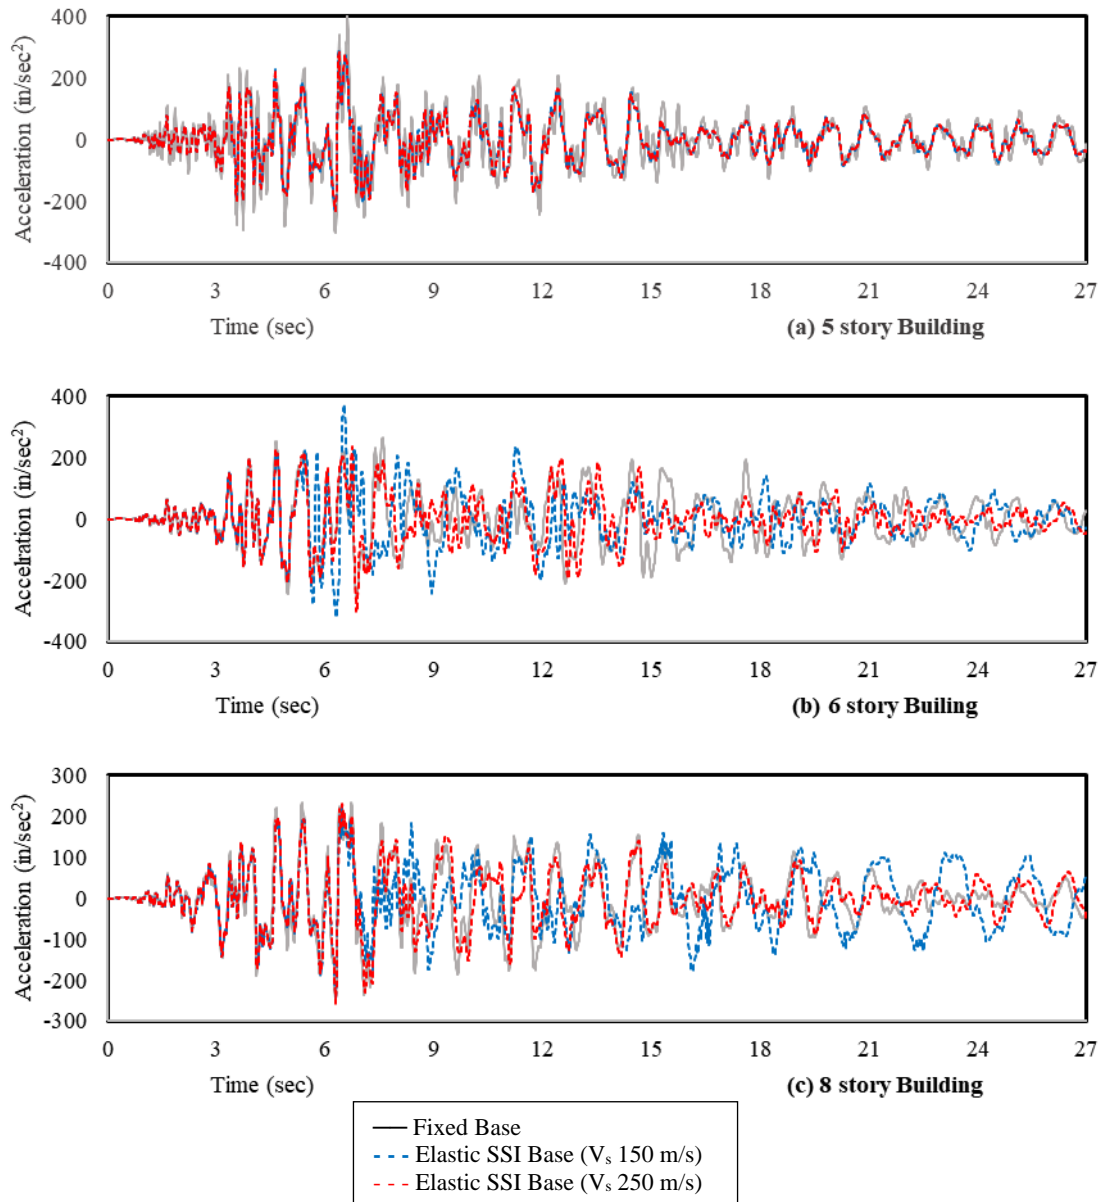 Acceleration (in/sec²)
400
200
0
-200
-400
0 3 6 9 12 15 18 21 24 27
Time (sec) (a) 5 story Building
Accelration (in/sec²)
400
200
0
-200
-400
0 3 6 9 12 15 18 21 24 27
Time (sec) (b) 6 story Builing
Acceleration (in/sec²)
300
200
100
0
-100
-200
-300
0 3 6 9 12 15 18 21 24 27
Time (sec) (c) 8 story Building
Fixed Base
Elastic SSI Base (Vₛ 150 m/s)
Elastic SSI Base (Vₛ 250 m/s)